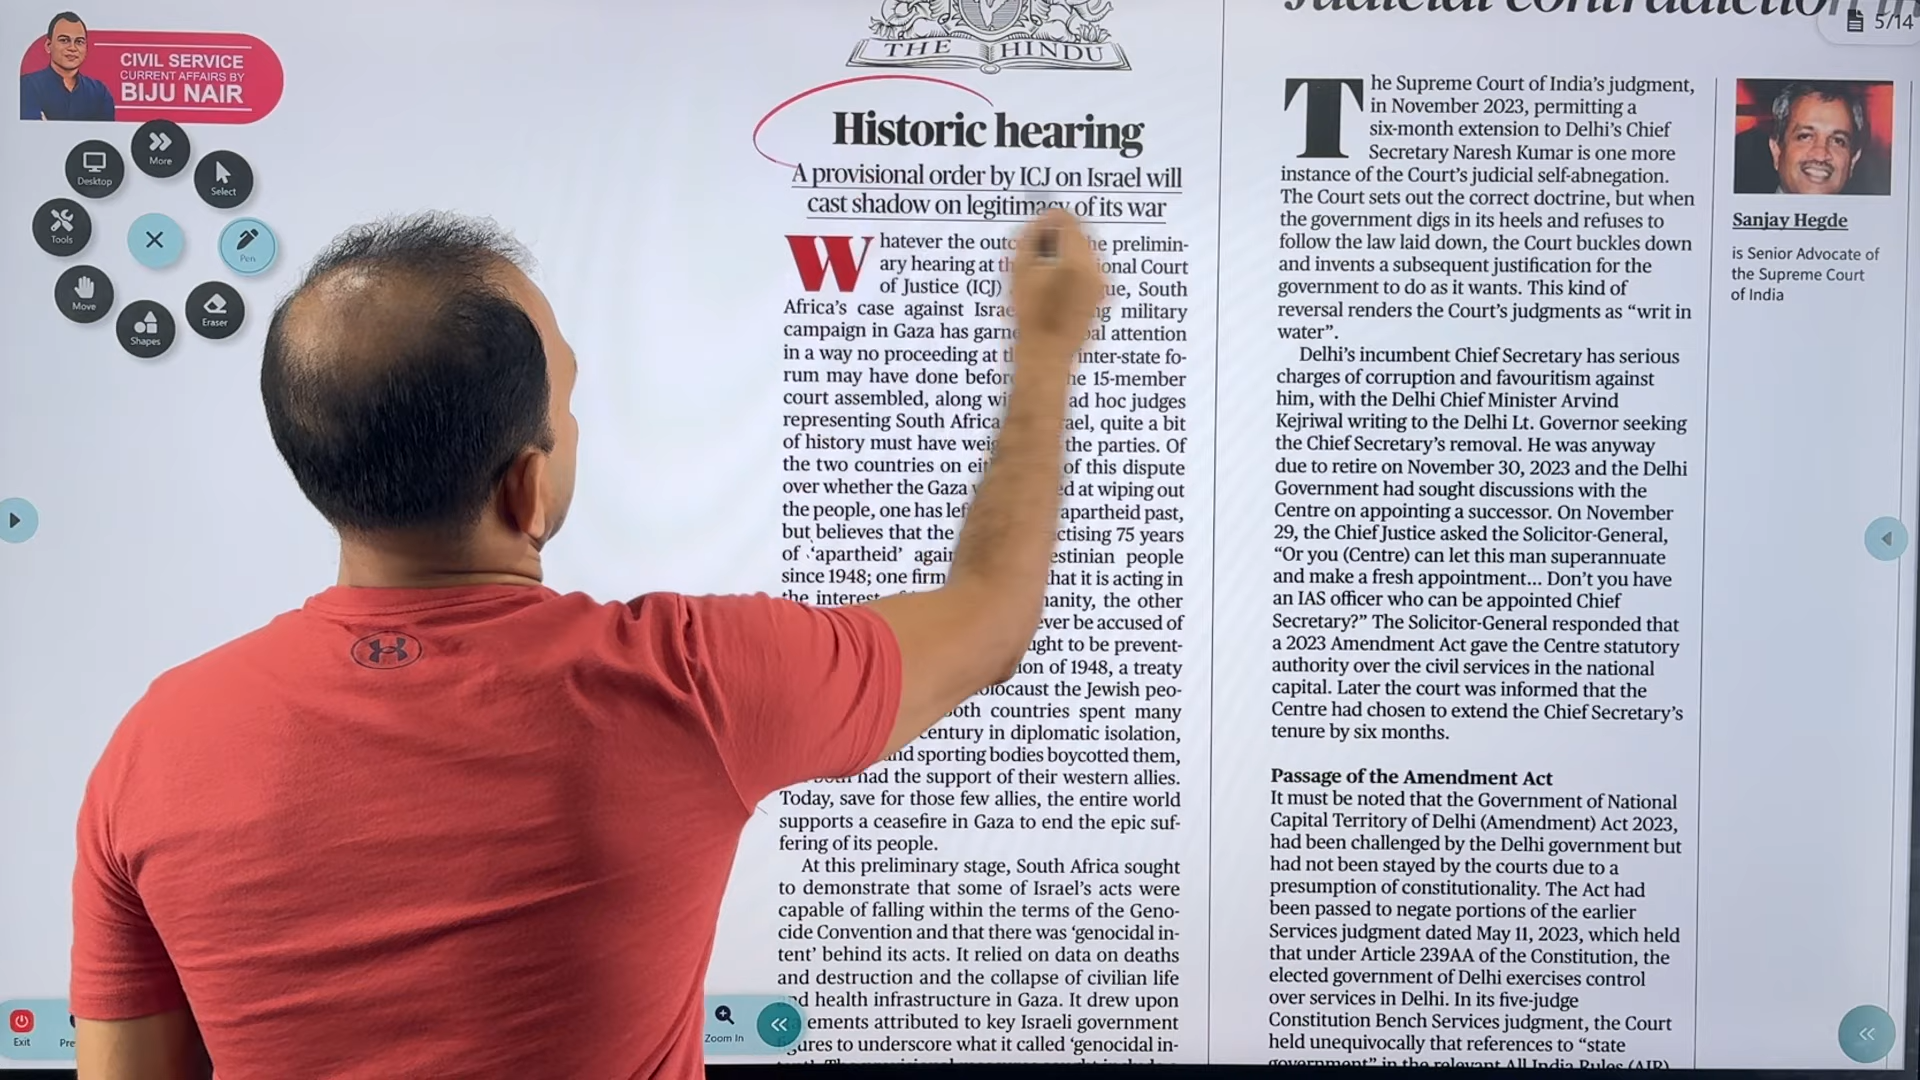 CIVIL SERVICE
CURRENT AFFAIRS BY
BIJU NAIR
More
Desktop
Select
Tools
Pen
Move
Eraser
Shapes
Exit
Pre
Zoom In
5/14
THE HINDU
Historic hearing
A provisional order by ICJ on Israel will
cast shadow on legitimacy of its war
Whatever the he prelimin-
ary hearing at ional Court
of Justice (ICJ) ue, South
Africa's case against military
campaign in Gaza has attention
in a way no proceeding at inter-state fo-
rum may have done he 15-member
court assembled, along ad hoc judges
representing South Africa rael, quite a bit
of history must have the parties. Of
the two countries on of this dispute
over whether the Gaza at wiping out
the people, one has apartheid past,
but believes that the ctising 75 years
of 'apartheid' estinian people
since 1948; one firm hat it is acting in
the interest anity, the other
ever be accused of
ught to be prevent-
ion of 1948, a treaty
olocaust the Jewish peo-
oth countries spent many
entury in diplomatic isolation,
nd sporting bodies boycotted them,
had the support of their western allies.
Today, save for those few allies, the entire world
supports a ceasefire in Gaza to end the epic suf-
fering of its people.
At this preliminary stage, South Africa sought
to demonstrate that some of Israel's acts were
capable of falling within the terms of the Geno-
cide Convention and that there was 'genocidal in-
tent' behind its acts. It relied on data on deaths
and destruction and the collapse of civilian life
nd health infrastructure in Gaza. It drew upon
ements attributed to key Israeli government
gures to underscore what it called 'genocidal in-
The Supreme Court of India's judgment,
in November 2023, permitting a
six-month extension to Delhi's Chief
Secretary Naresh Kumar is one more
instance of the Court's judicial self-abnegation.
The Court sets out the correct doctrine, but when
the government digs in its heels and refuses to
follow the law laid down, the Court buckles down
and invents a subsequent justification for the
government to do as it wants. This kind of
reversal renders the Court's judgments as “writ in
water”.
Delhi's incumbent Chief Secretary has serious
charges of corruption and favouritism against
him, with the Delhi Chief Minister Arvind
Kejriwal writing to the Delhi Lt. Governor seeking
the Chief Secretary's removal. He was anyway
due to retire on November 30, 2023 and the Delhi
Government had sought discussions with the
Centre on appointing a successor. On November
29, the Chief Justice asked the Solicitor-General,
“Or you (Centre) can let this man superannuate
and make a fresh appointment... Don't you have
an IAS officer who can be appointed Chief
Secretary?” The Solicitor-General responded that
a 2023 Amendment Act gave the Centre statutory
authority over the civil services in the national
capital. Later the court was informed that the
Centre had chosen to extend the Chief Secretary's
tenure by six months.
Passage of the Amendment Act
It must be noted that the Government of National
Capital Territory of Delhi (Amendment) Act 2023,
had been challenged by the Delhi government but
had not been stayed by the courts due to a
presumption of constitutionality. The Act had
been passed to negate portions of the earlier
Services judgment dated May 11, 2023, which held
that under Article 239AA of the Constitution, the
elected government of Delhi exercises control
over services in Delhi. In its five-judge
Constitution Bench Services judgment, the Court
held unequivocally that references to “state
government” in the relevant All India Rules (AIR)
Sanjay Hegde
is Senior Advocate of
the Supreme Court
of India